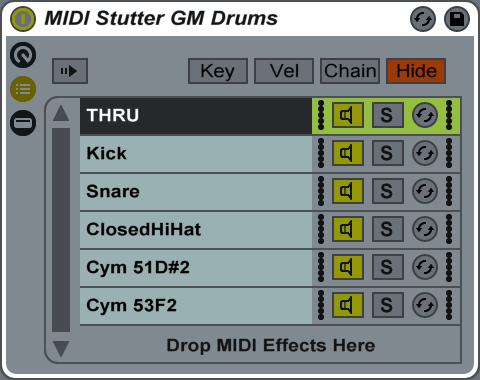 MIDI Stutter GM Drums
Key Vel Chain Hide
THRU S
Kick S
Snare S
ClosedHiHat S
Cym 51D#2 S
Cym 53F2 S
Drop MIDI Effects Here